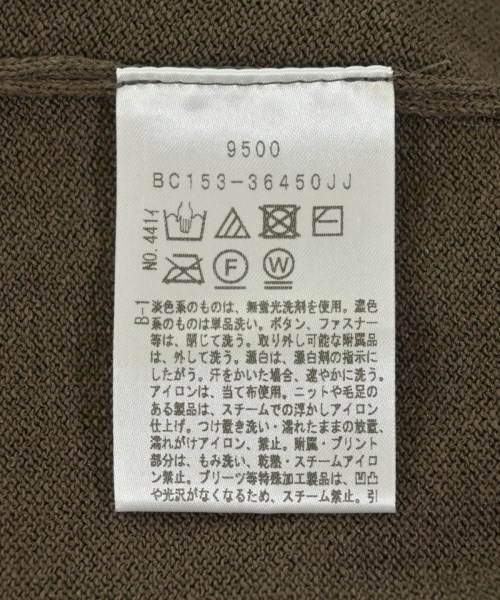 9500
BC153-36450JJ
NO.441イ
F
W
B-1
淡色系のものは、無蛍光洗剤を使用。濃色
系のものは単品洗い。ボタン、ファスナー
等は、閉じて洗う。取り外し可能な附属品
は、外して洗う。漂白は、漂白剤の指示に
したがう。汗をかいた場合、速やかに洗う。
アイロンは、当て布使用。ニットや毛足の
ある製品は、スチームでの浮かしアイロン
仕上げ。つけ置き洗い・濡れたままの放置、
濡れがけアイロン、禁止。附属・プリント
部分は、もみ洗い、乾熱・スチームアイロ
ン禁止。プリーツ等特殊加工製品は、凹凸
や光沢がなくなるため、スチーム禁止。引